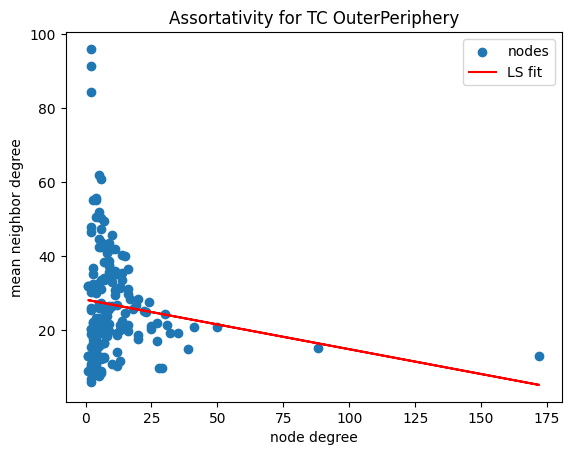 Assortativity for TC OuterPeriphery
nodes
LS fit
mean neighbor degree
100
80
60
40
20
0
25
50
75
100
125
150
175
node degree